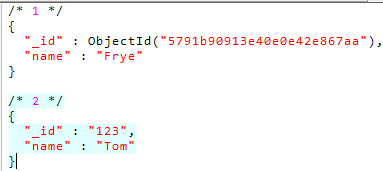 /* 1 */
{
  "_id" : ObjectId("5791b90913e40e0e42e867aa"),
  "name" : "Frye"
}
/* 2 */
{
  "_id" : "123",
  "name" : "Tom"
}